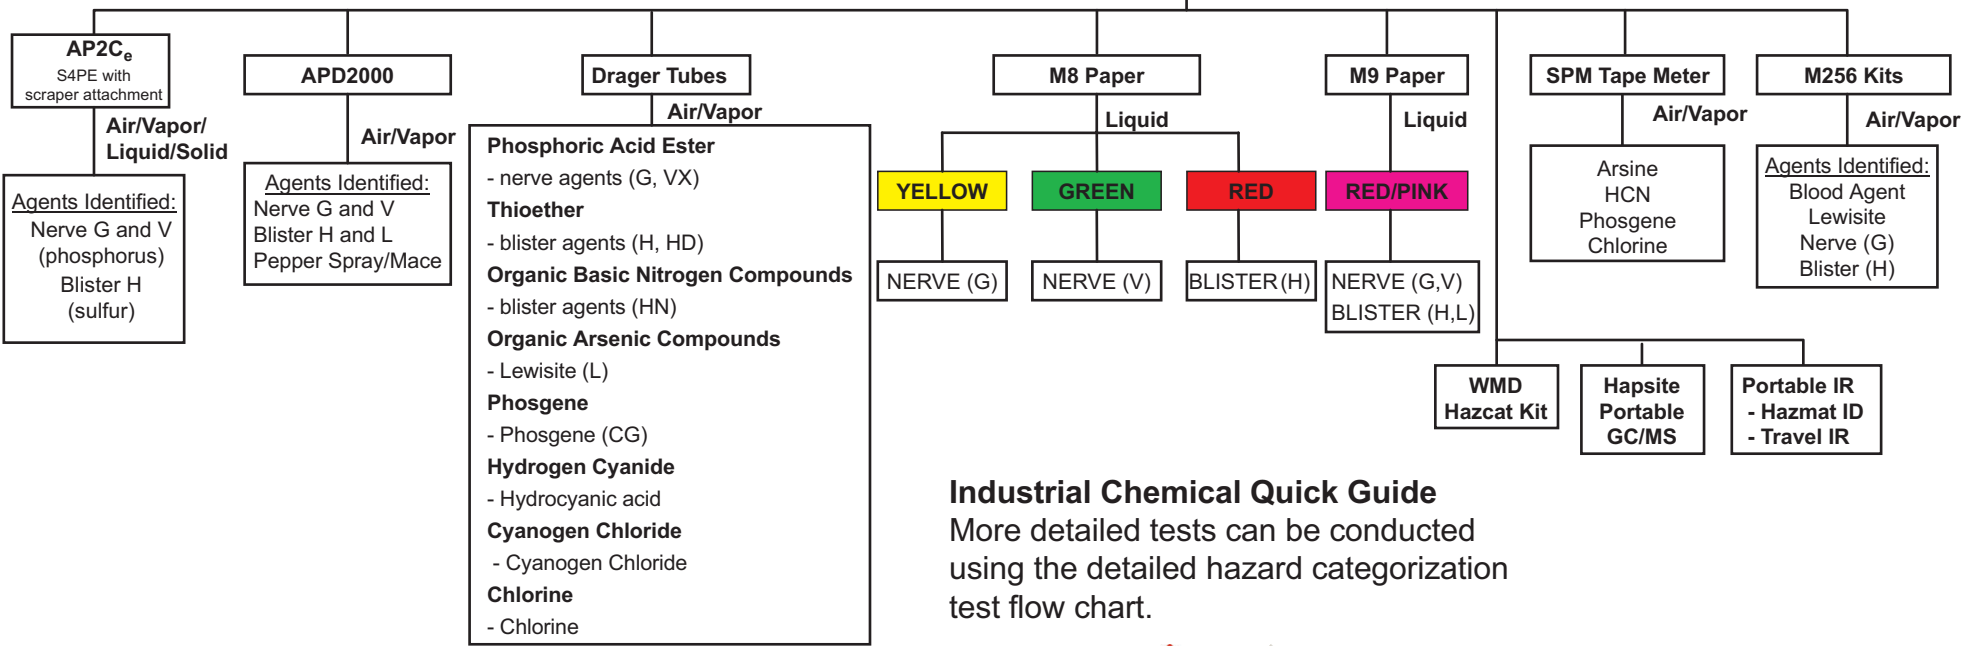 AP2Ce
S4PE with
scraper attachment
Air/Vapor/
Liquid/Solid
Agents Identified:
Nerve G and V
(phosphorus)
Blister H
(sulfur)
APD2000
Air/Vapor
Agents Identified:
Nerve G and V
Blister H and L
Pepper Spray/Mace
Drager Tubes
Air/Vapor
Phosphoric Acid Ester
- nerve agents (G, VX)
Thioether
- blister agents (H, HD)
Organic Basic Nitrogen Compounds
- blister agents (HN)
Organic Arsenic Compounds
- Lewisite (L)
Phosgene
- Phosgene (CG)
Hydrogen Cyanide
- Hydrocyanic acid
Cyanogen Chloride
- Cyanogen Chloride
Chlorine
- Chlorine
M8 Paper
Liquid
YELLOW
NERVE (G)
GREEN
NERVE (V)
RED
BLISTER (H)
M9 Paper
Liquid
RED/PINK
NERVE (G,V)
BLISTER (H,L)
SPM Tape Meter
Air/Vapor
Arsine
HCN
Phosgene
Chlorine
M256 Kits
Air/Vapor
Agents Identified:
Blood Agent
Lewisite
Nerve (G)
Blister (H)
WMD
Hazcat Kit
Hapsite
Portable
GC/MS
Portable IR
- Hazmat ID
- Travel IR
Industrial Chemical Quick Guide
More detailed tests can be conducted
using the detailed hazard categorization
test flow chart.